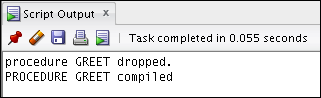 Script Output
Task completed in 0.055 seconds
procedure GREET dropped.
PROCEDURE GREET compiled